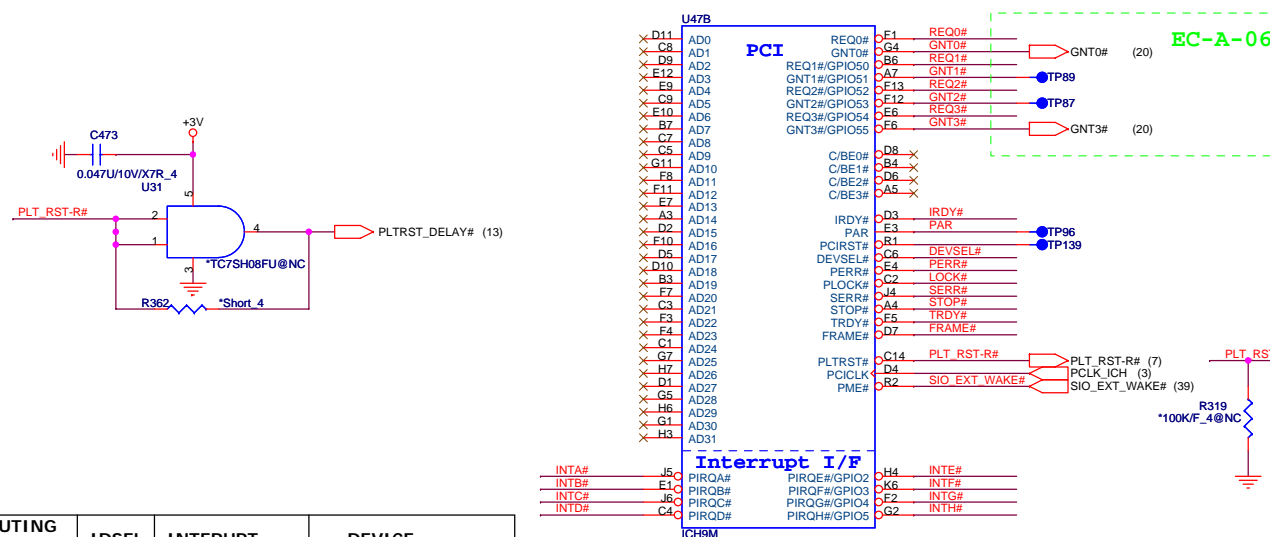 U47B
PCI
D11 AD0
C8 AD1
D9 AD2
E12 AD3
E9 AD4
C9 AD5
E10 AD6
B7 AD7
C7 AD8
C5 AD9
G11 AD10
F8 AD11
F11 AD12
E7 AD13
A3 AD14
D2 AD15
F10 AD16
D5 AD17
D10 AD18
B3 AD19
F7 AD20
C3 AD21
F3 AD22
F4 AD23
C1 AD24
G7 AD25
H7 AD26
D1 AD27
G5 AD28
H6 AD29
G1 AD30
H3 AD31
REQ0# F1 REQ0#
GNT0# G4 GNT0# GNT0# (20)
REQ1#/GPIO50 B6 REQ1#
GNT1#/GPIO51 A7 GNT1# TP89
REQ2#/GPIO52 F13 REQ2#
GNT2#/GPIO53 F12 GNT2# TP87
REQ3#/GPIO54 E6 REQ3#
GNT3#/GPIO55 F6 GNT3# GNT3# (20)
EC-A-06
C/BE0# D8
C/BE1# B4
C/BE2# D6
C/BE3# A5
IRDY# D3 IRDY#
PAR E3 TP96
PCIRST# R1 TP139
DEVSEL# C6 DEVSEL#
PERR# E4 PERR#
PLOCK# C2 LOCK#
SERR# J4 SERR#
STOP# A4 STOP#
TRDY# F5 TRDY#
FRAME# D7 FRAME#
PLTRST# C14 PLT_RST-R# PLT_RST-R# (7)
PCICLK D4 PCLK_ICH (3)
PME# R2 SIO_EXT_WAKE# SIO_EXT_WAKE# (39)
Interrupt I/F
INTA# J5 PIRQA#
INTB# E1 PIRQB#
INTC# J6 PIRQC#
INTD# C4 PIRQD#
PIRQE#/GPIO2 H4 INTE#
PIRQF#/GPIO3 K6 INTF#
PIRQG#/GPIO4 F2 INTG#
PIRQH#/GPIO5 G2 INTH#
ICH9M
+3V
C473
0.047U/10V/X7R_4
U31
5
PLT_RST-R#
2
1
4
PLTRST_DELAY# (13)
3
*TC7SH08FU@NC
R362
*Short_4
PLT_RS
R319
*100K/F_4@NC
UTING
IDSEL
INTERUPT
DEVICE